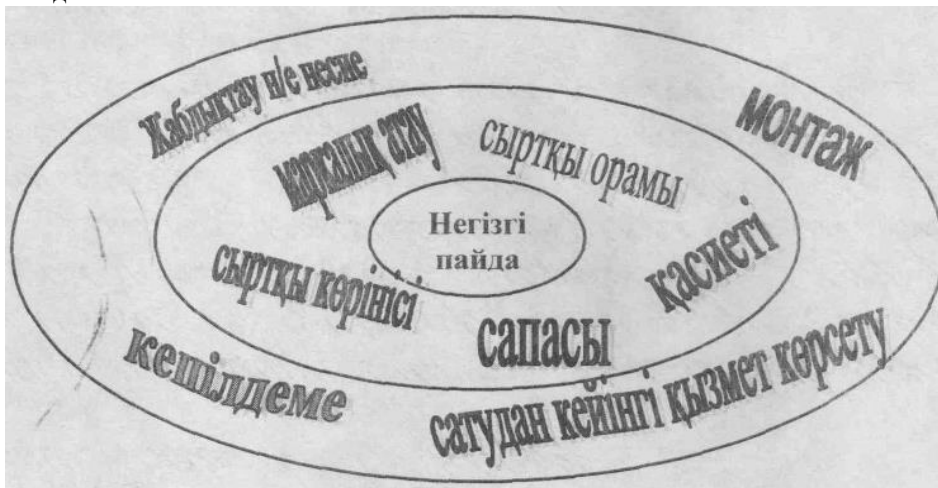 Жабдықтау н/е несие
монтаж
маркалық атау
сыртқы орамы
Негізгі
пайда
сыртқы көрінісі
қасиеті
сапасы
кепілдеме
сатудан кейінгі қызмет көрсету